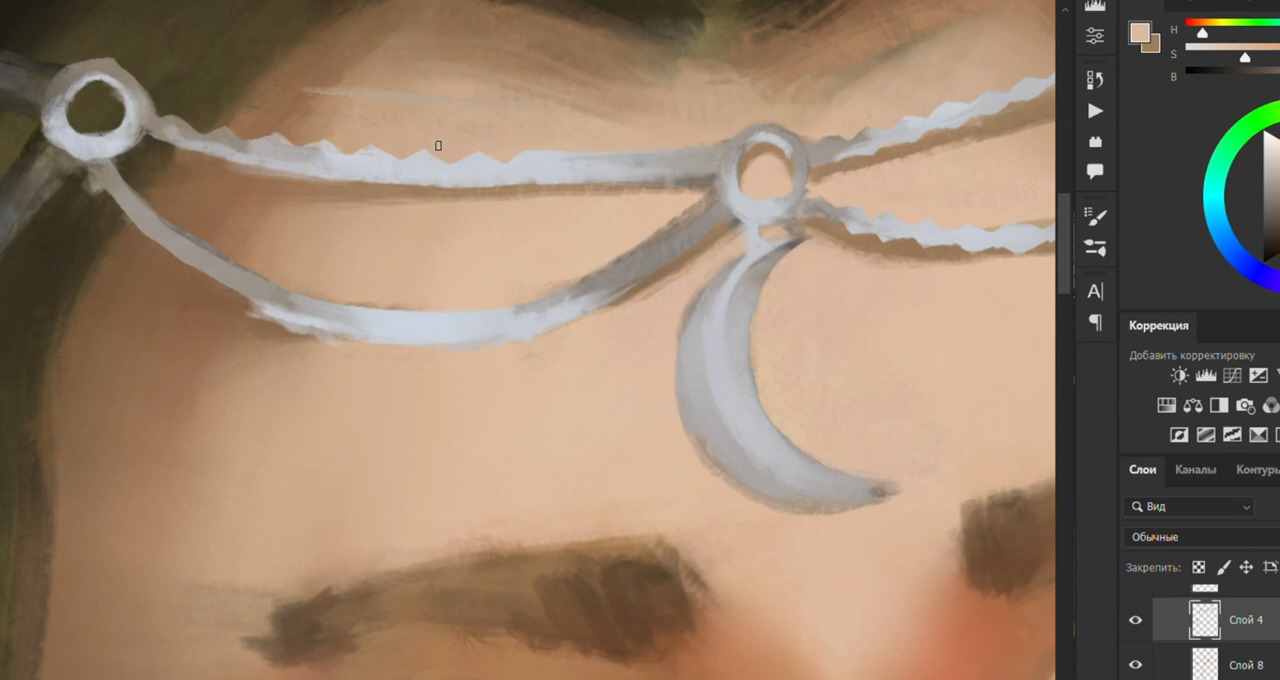 H
S
B
A
Коррекция
Добавить корректировку
Слои Каналы Контуры
Вид
Обычные
Закрепить:
Слой 4
Слой 8